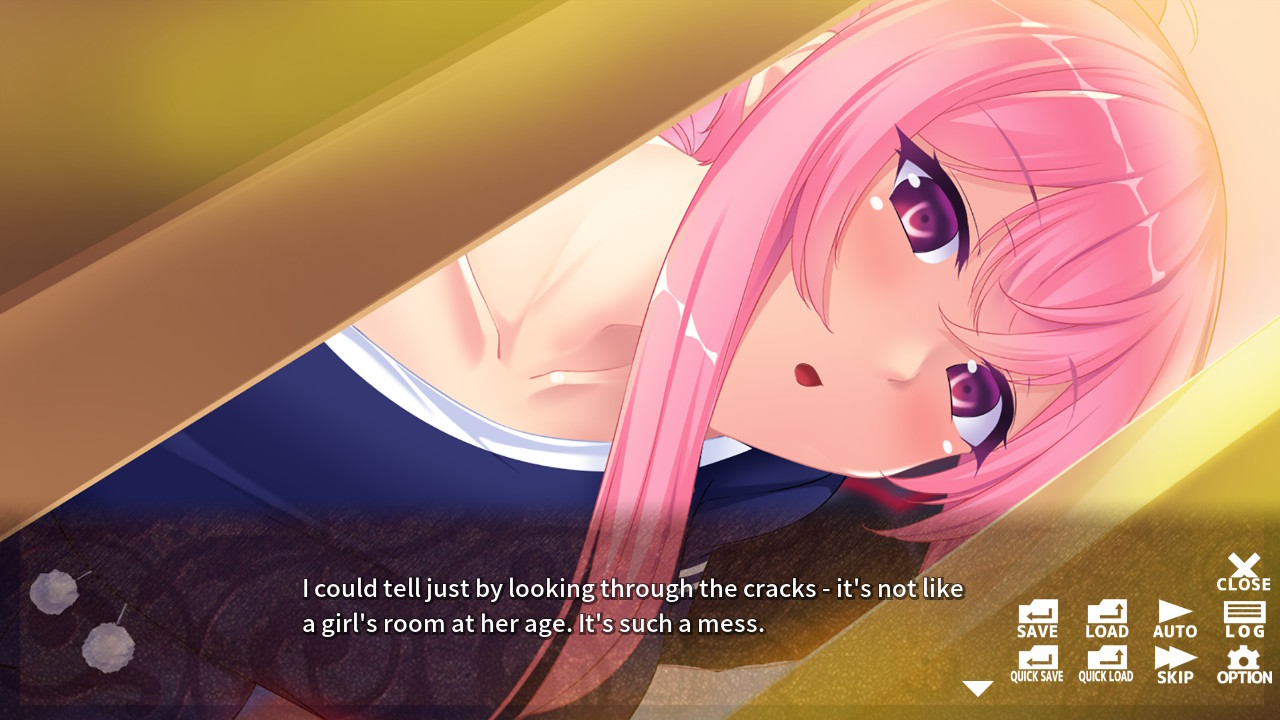 I could tell just by looking through the cracks - it's not like
a girl's room at her age. It's such a mess.
CLOSE
SAVE
LOAD
AUTO
LOG
QUICK SAVE
QUICK LOAD
SKIP
OPTION